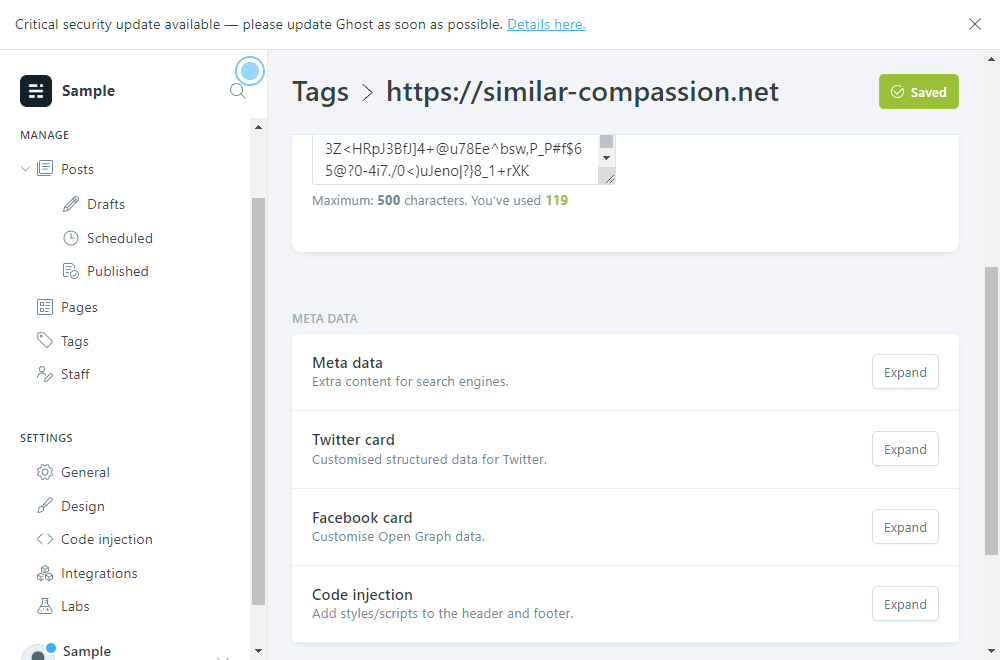 Critical security update available — please update Ghost as soon as possible. Details here.
Sample
Tags > https://similar-compassion.net
Saved
MANAGE
Posts
Drafts
Scheduled
Published
Pages
Tags
Staff
SETTINGS
General
Design
Code injection
Integrations
Labs
Sample
3Z<HRpJ3BfJ]4+@u78Ee^bsw,P_P#f$6
5@?0-4i7./0<)uJeno|?}8_1+rXK
Maximum: 500 characters. You’ve used 119
META DATA
Meta data
Extra content for search engines.
Expand
Twitter card
Customised structured data for Twitter.
Expand
Facebook card
Customise Open Graph data.
Expand
Code injection
Add styles/scripts to the header and footer.
Expand